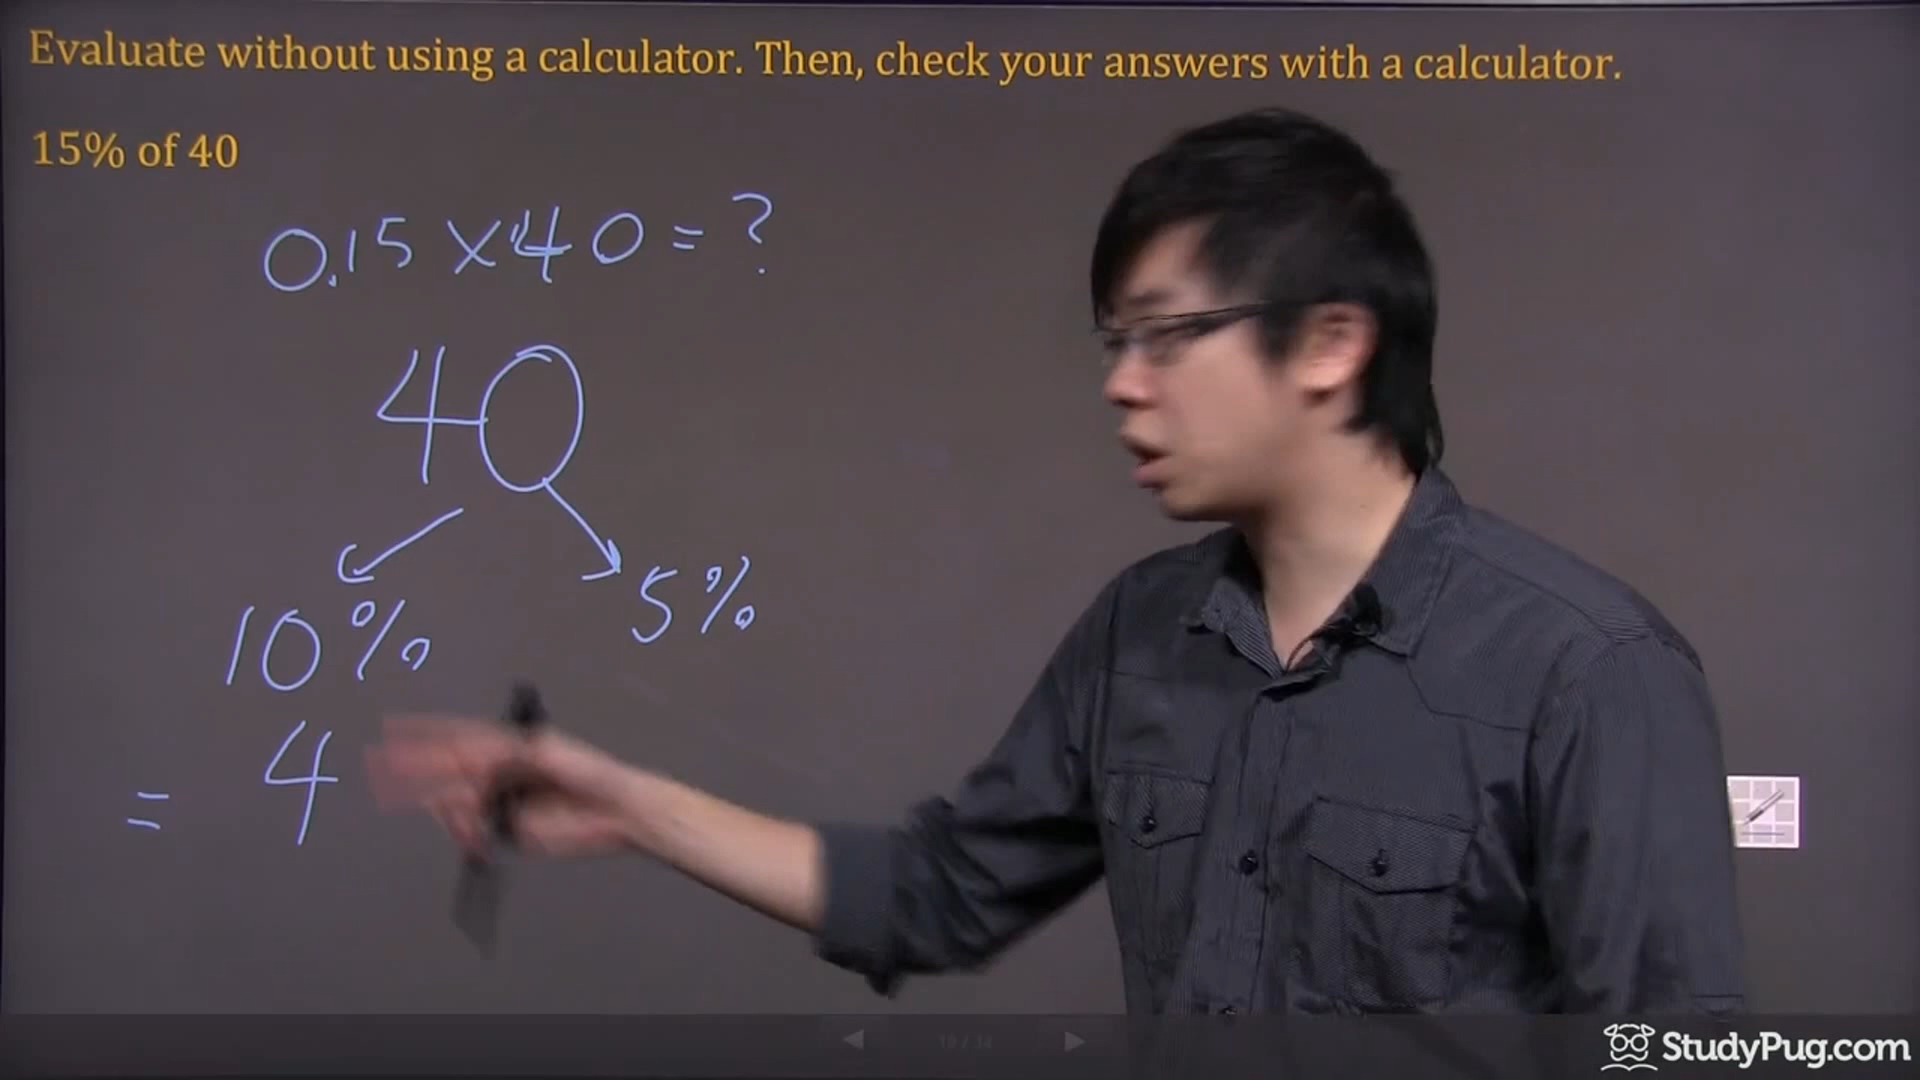 Evaluate without using a calculator. Then, check your answers with a calculator.
15% of 40
0.15 × 40 = ?
40
10% 5%
= 4
StudyPug.com